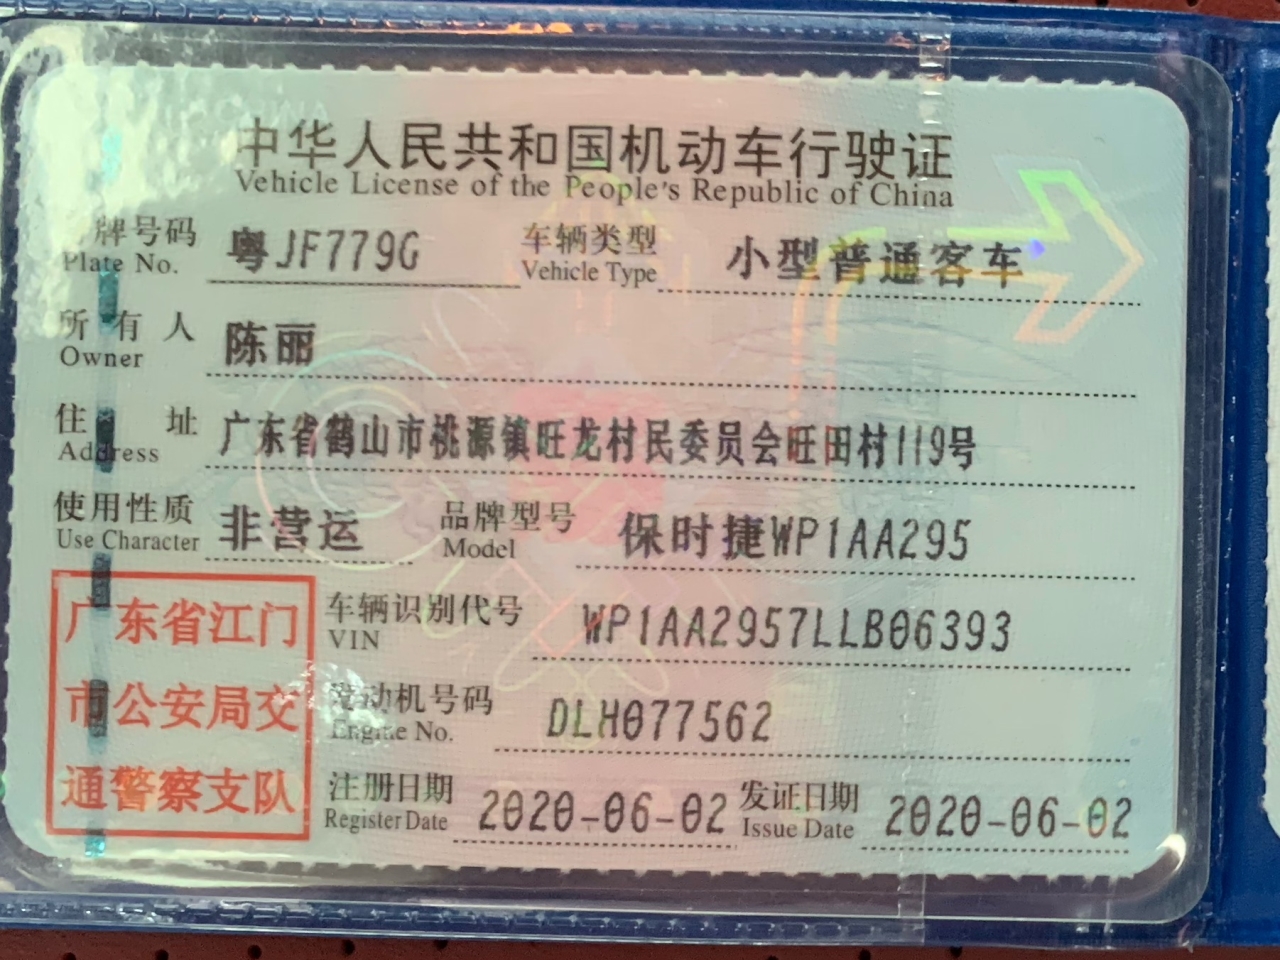 中华人民共和国机动车行驶证
Vehicle License of the People's Republic of China
号牌号码 粤JF779G 车辆类型 小型普通客车
Plate No. Vehicle Type
所有人 陈丽
Owner
住址 广东省鹤山市桃源镇旺龙村民委员会旺田村119号
Address
使用性质 非营运 品牌型号 保时捷WP1AA295
Use Character Model
广东省江门
市公安局交
通警察支队
车辆识别代号 WP1AA2957LLB06393
VIN
发动机号码 DLH077562
Engine No.
注册日期 2020-06-02 发证日期 2020-06-02
Register Date Issue Date